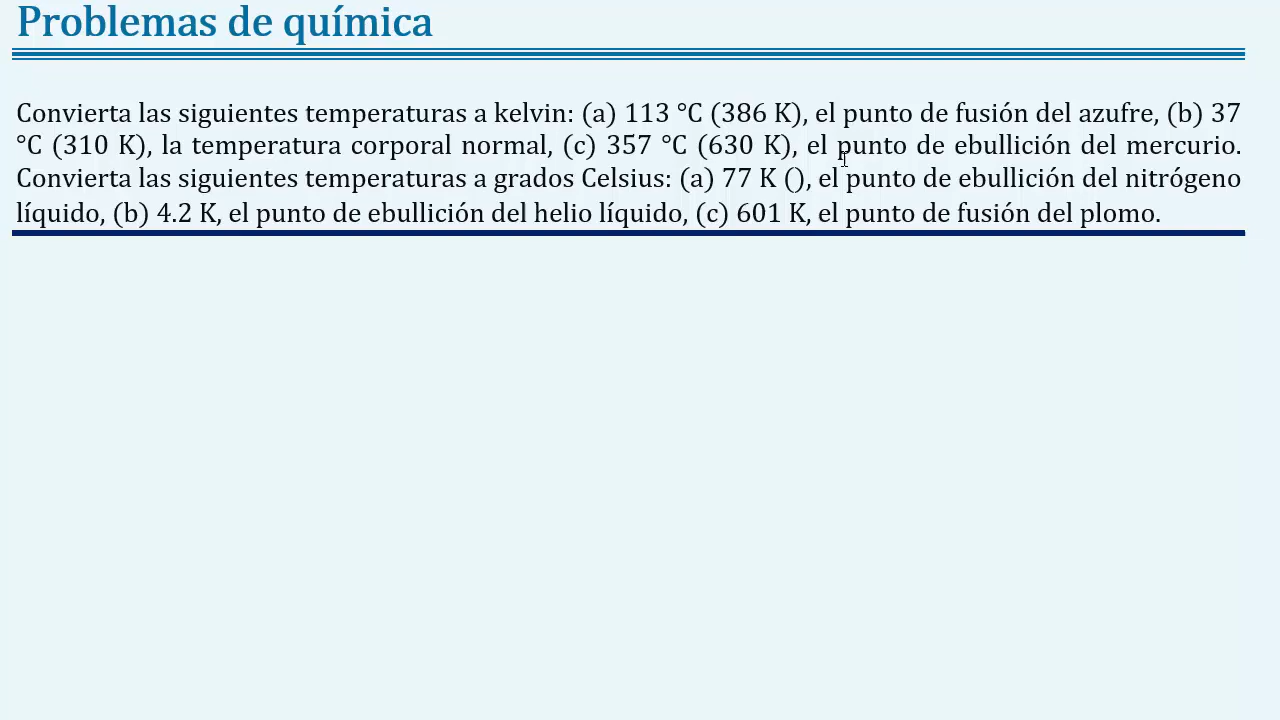 Problemas de química
Convierta las siguientes temperaturas a kelvin: (a) 113 °C (386 K), el punto de fusión del azufre, (b) 37
°C (310 K), la temperatura corporal normal, (c) 357 °C (630 K), el punto de ebullición del mercurio.
Convierta las siguientes temperaturas a grados Celsius: (a) 77 K (), el punto de ebullición del nitrógeno
líquido, (b) 4.2 K, el punto de ebullición del helio líquido, (c) 601 K, el punto de fusión del plomo.